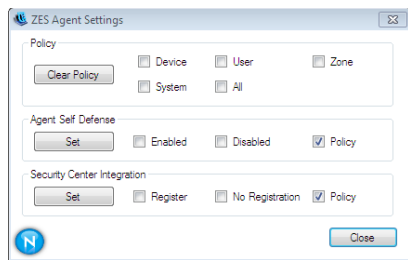 ZES Agent Settings
Policy
Clear Policy Device User Zone
System All
Agent Self Defense
Set Enabled Disabled Policy
Security Center Integration
Set Register No Registration Policy
N Close